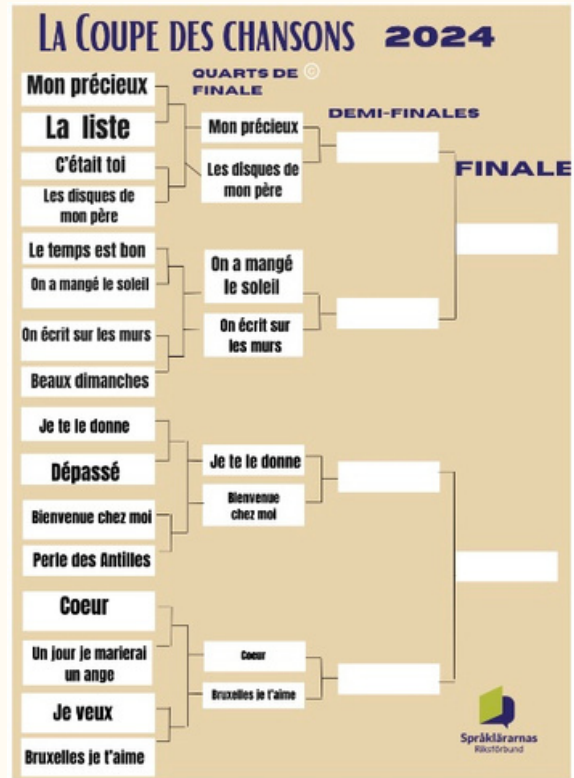 LA COUPE DES CHANSONS 2024
QUARTS DE ©
FINALE
DEMI-FINALES
FINALE
Mon précieux
La liste
C'était toi
Les disques de
mon père
Le temps est bon
On a mangé le soleil
On écrit sur les murs
Beaux dimanches
Je te le donne
Dépassé
Bienvenue chez moi
Perle des Antilles
Coeur
Un jour je marierai
un ange
Je veux
Bruxelles je t'aime
Mon précieux
Les disques de
mon père
On a mangé
le soleil
On écrit sur
les murs
Je te le donne
Bienvenue
chez moi
Coeur
Bruxelles je t'aime
Språklärarnas
Riksförbund